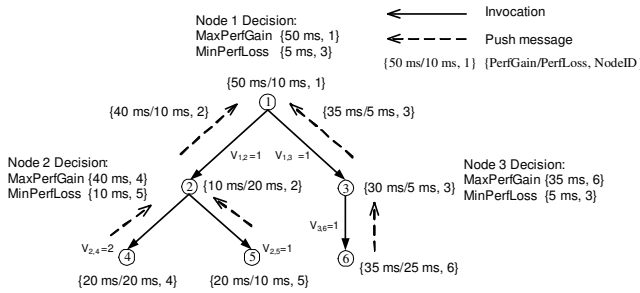 Node 1 Decision:
MaxPerfGain {50 ms, 1}
MinPerfLoss {5 ms, 3}
Invocation
Push message
{50 ms/10 ms, 1} {PerfGain/PerfLoss, NodeID
{50 ms/10 ms, 1}
{40 ms/10 ms, 2}
1
{35 ms/5 ms, 3}
V1,2=1
V1,3 =1
Node 2 Decision:
MaxPerfGain {40 ms, 4}
MinPerfLoss {10 ms, 5}
2
{10 ms/20 ms, 2}
3
{30 ms/5 ms, 3}
Node 3 Decision:
MaxPerfGain {35 ms, 6}
MinPerfLoss {5 ms, 3}
V2,4=2
V2,5=1
V3,6=1
4
5
6
{20 ms/20 ms, 4}
{20 ms/10 ms, 5}
{35 ms/25 ms, 6}